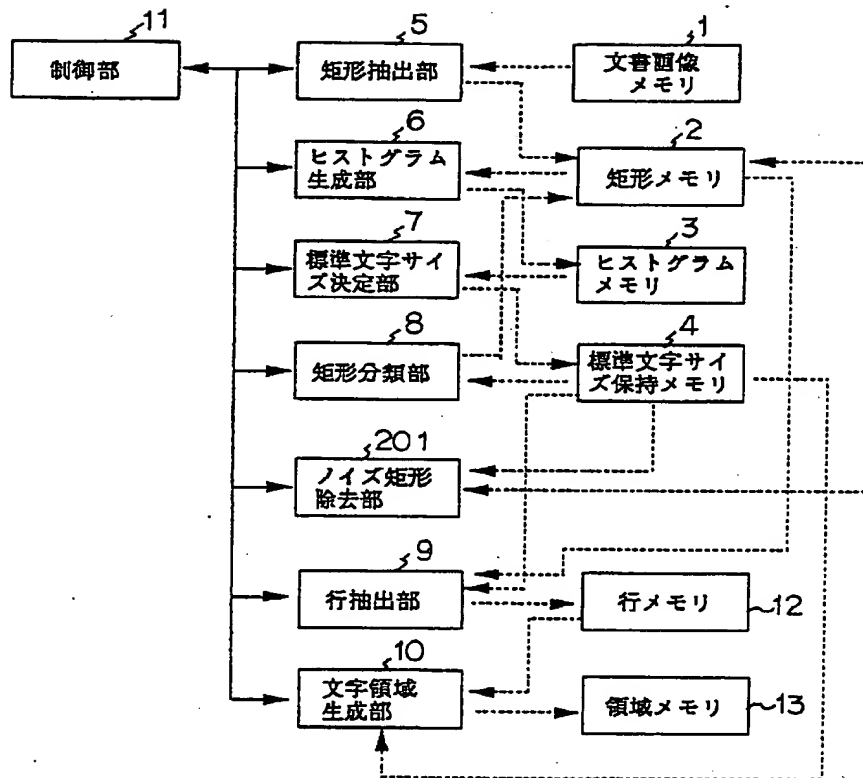 11
制御部
5
矩形抽出部
1
文書画像
メモリ
6
ヒストグラム
生成部
2
矩形メモリ
7
標準文字サイ
ズ決定部
3
ヒストグラム
メモリ
8
矩形分類部
4
標準文字サイ
ズ保持メモリ
201
ノイズ矩形
除去部
9
行抽出部
行メモリ
12
10
文字領域
生成部
領域メモリ
13